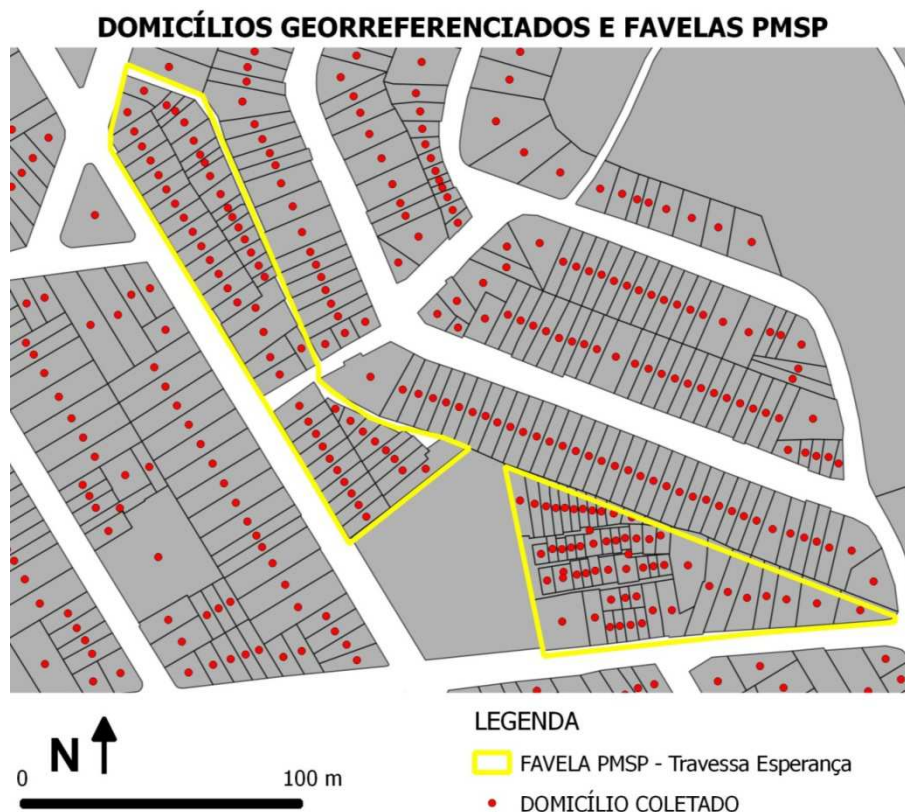 DOMICÍLIOS GEORREFERENCIADOS E FAVELAS PMSP
LEGENDA
N
FAVELA PMSP - Travessa Esperança
0 100 m
DOMICÍLIO COLETADO